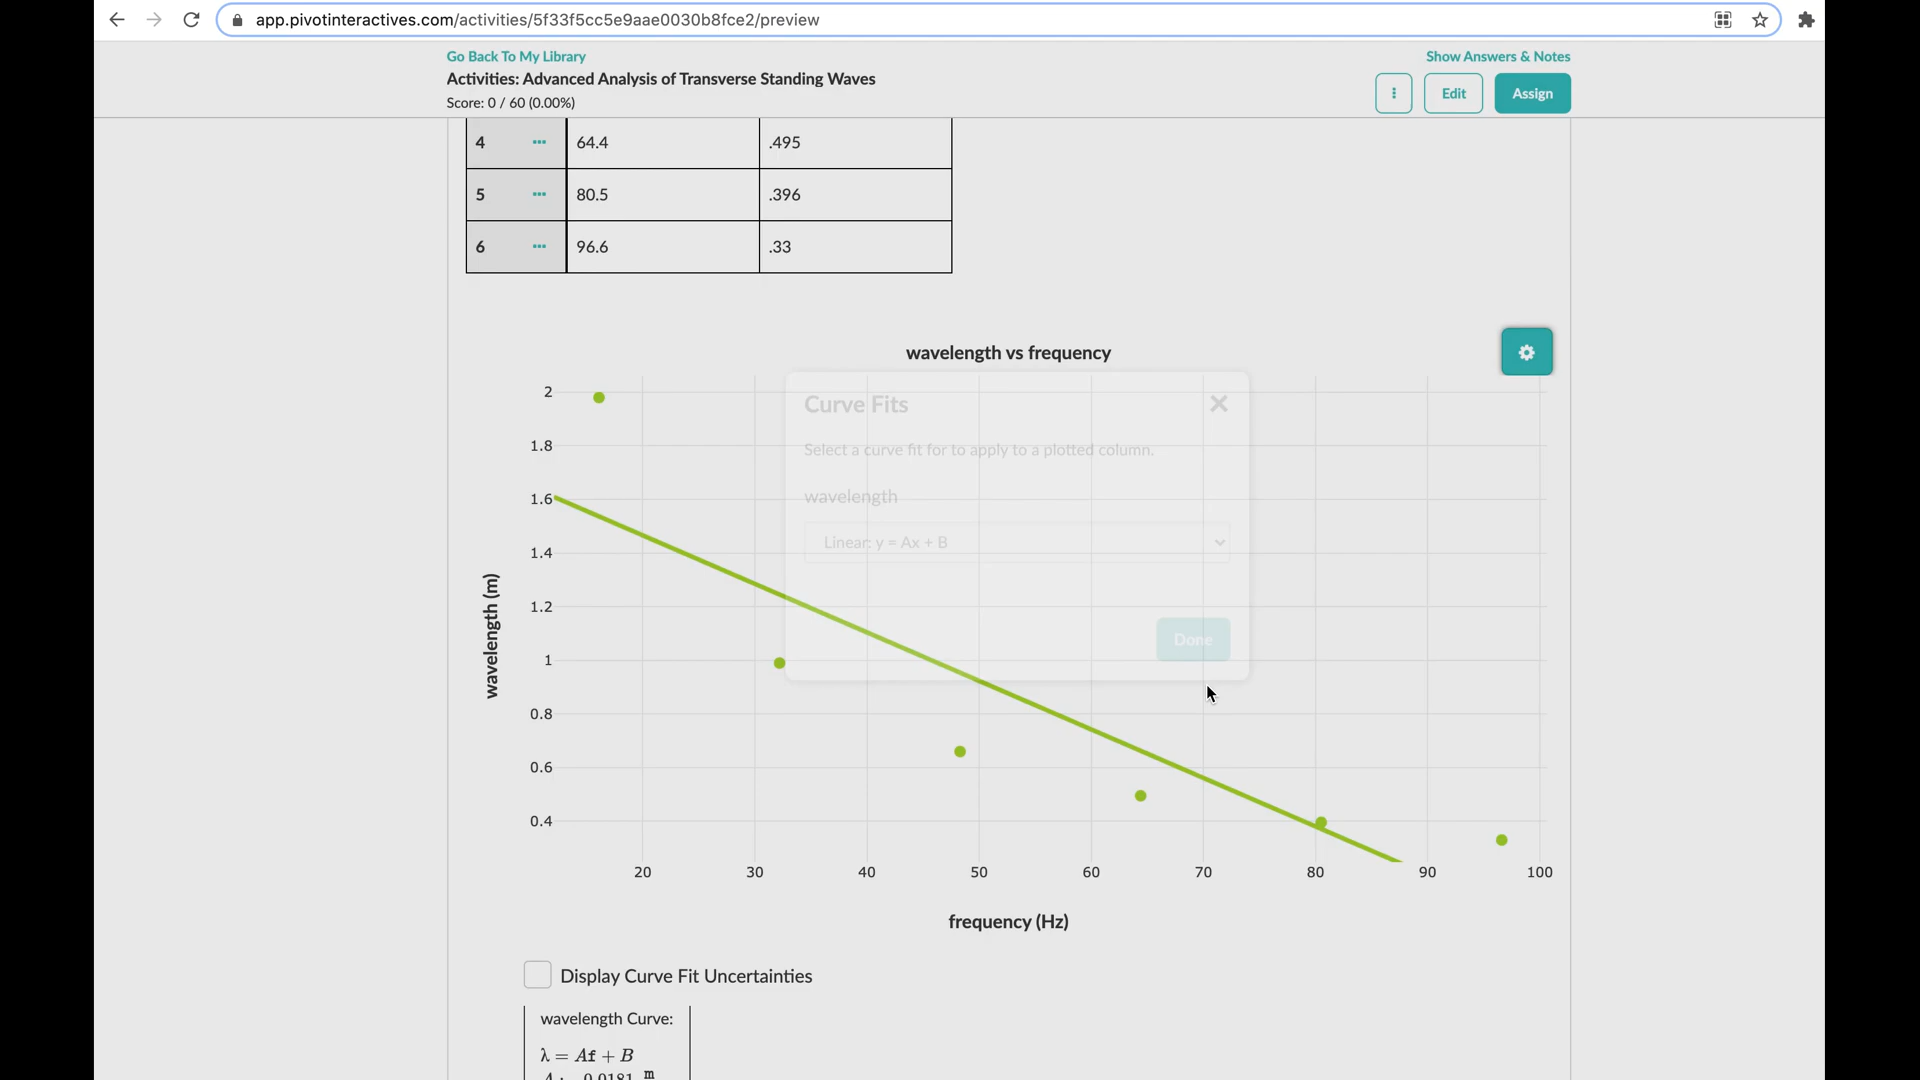 app.pivotinteractives.com/activities/5f33f5cc5e9aae0030b8fce2/preview
Go Back To My Library
Show Answers & Notes
Activities: Advanced Analysis of Transverse Standing Waves
Score: 0 / 60 (0.00%)
Edit
Assign
4 ••• 64.4 .495
5 ••• 80.5 .396
6 ••• 96.6 .33
wavelength vs frequency
Curve Fits
Select a curve fit for to apply to a plotted column.
wavelength
Linear: y = Ax + B
Done
wavelength (m)
2
1.8
1.6
1.4
1.2
1
0.8
0.6
0.4
20 30 40 50 60 70 80 90 100
frequency (Hz)
Display Curve Fit Uncertainties
wavelength Curve:
λ = Af + B